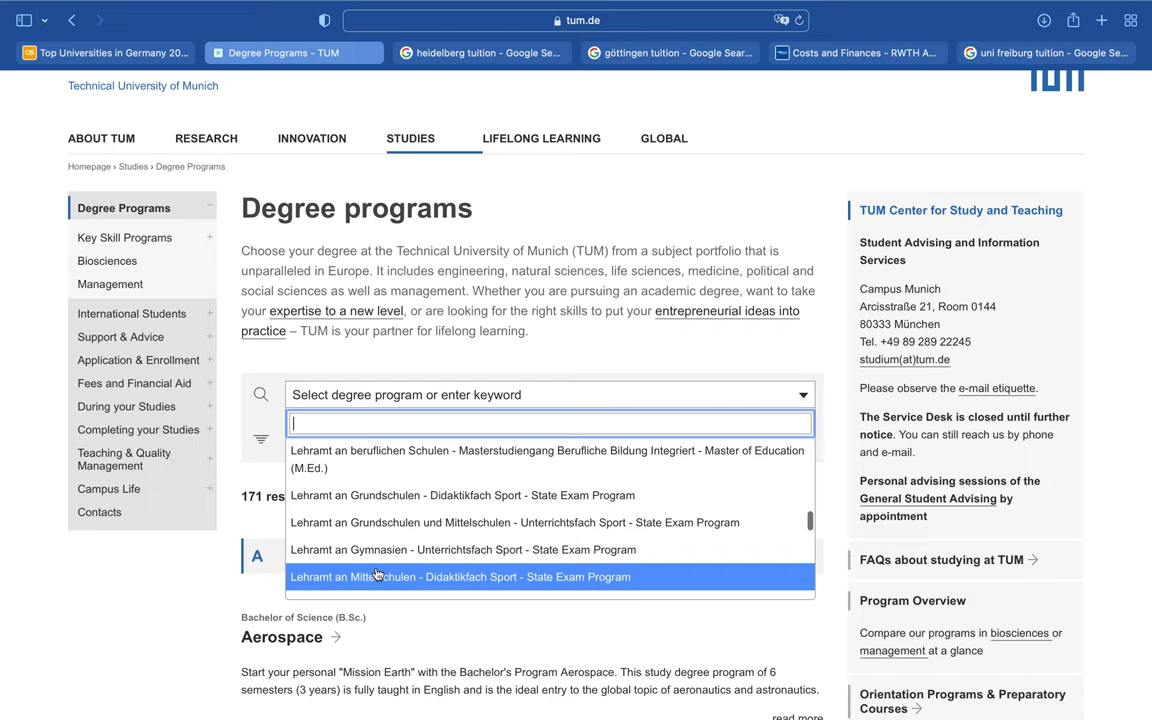 tum.de
Top Universities in Germany 20...
Degree Programs - TUM
heidelberg tuition - Google Se...
göttingen tuition - Google Sear...
Costs and Finances - RWTH A...
uni freiburg tuition - Google Se...
Technical University of Munich
TUM
ABOUT TUM RESEARCH INNOVATION STUDIES LIFELONG LEARNING GLOBAL
Homepage › Studies › Degree Programs
Degree Programs
Key Skill Programs
Biosciences
Management
International Students
Support & Advice
Application & Enrollment
Fees and Financial Aid
During your Studies
Completing your Studies
Teaching & Quality
Management
Campus Life
Contacts
Degree programs
Choose your degree at the Technical University of Munich (TUM) from a subject portfolio that is
unparalleled in Europe. It includes engineering, natural sciences, life sciences, medicine, political and
social sciences as well as management. Whether you are pursuing an academic degree, want to take
your expertise to a new level, or are looking for the right skills to put your entrepreneurial ideas into
practice – TUM is your partner for lifelong learning.
Select degree program or enter keyword
Lehramt an beruflichen Schulen - Masterstudiengang Berufliche Bildung Integriert - Master of Education
(M.Ed.)
Lehramt an Grundschulen - Didaktikfach Sport - State Exam Program
Lehramt an Grundschulen und Mittelschulen - Unterrichtsfach Sport - State Exam Program
Lehramt an Gymnasien - Unterrichtsfach Sport - State Exam Program
Lehramt an Mittelschulen - Didaktikfach Sport - State Exam Program
171 res
A
Bachelor of Science (B.Sc.)
Aerospace
Start your personal "Mission Earth" with the Bachelor's Program Aerospace. This study degree program of 6
semesters (3 years) is fully taught in English and is the ideal entry to the global topic of aeronautics and astronautics.
read more
TUM Center for Study and Teaching
Student Advising and Information
Services
Campus Munich
Arcisstraße 21, Room 0144
80333 München
Tel. +49 89 289 22245
studium(at)tum.de
Please observe the e-mail etiquette.
The Service Desk is closed until further
notice. You can still reach us by phone
and e-mail.
Personal advising sessions of the
General Student Advising by
appointment
FAQs about studying at TUM
Program Overview
Compare our programs in biosciences or
management at a glance
Orientation Programs & Preparatory
Courses